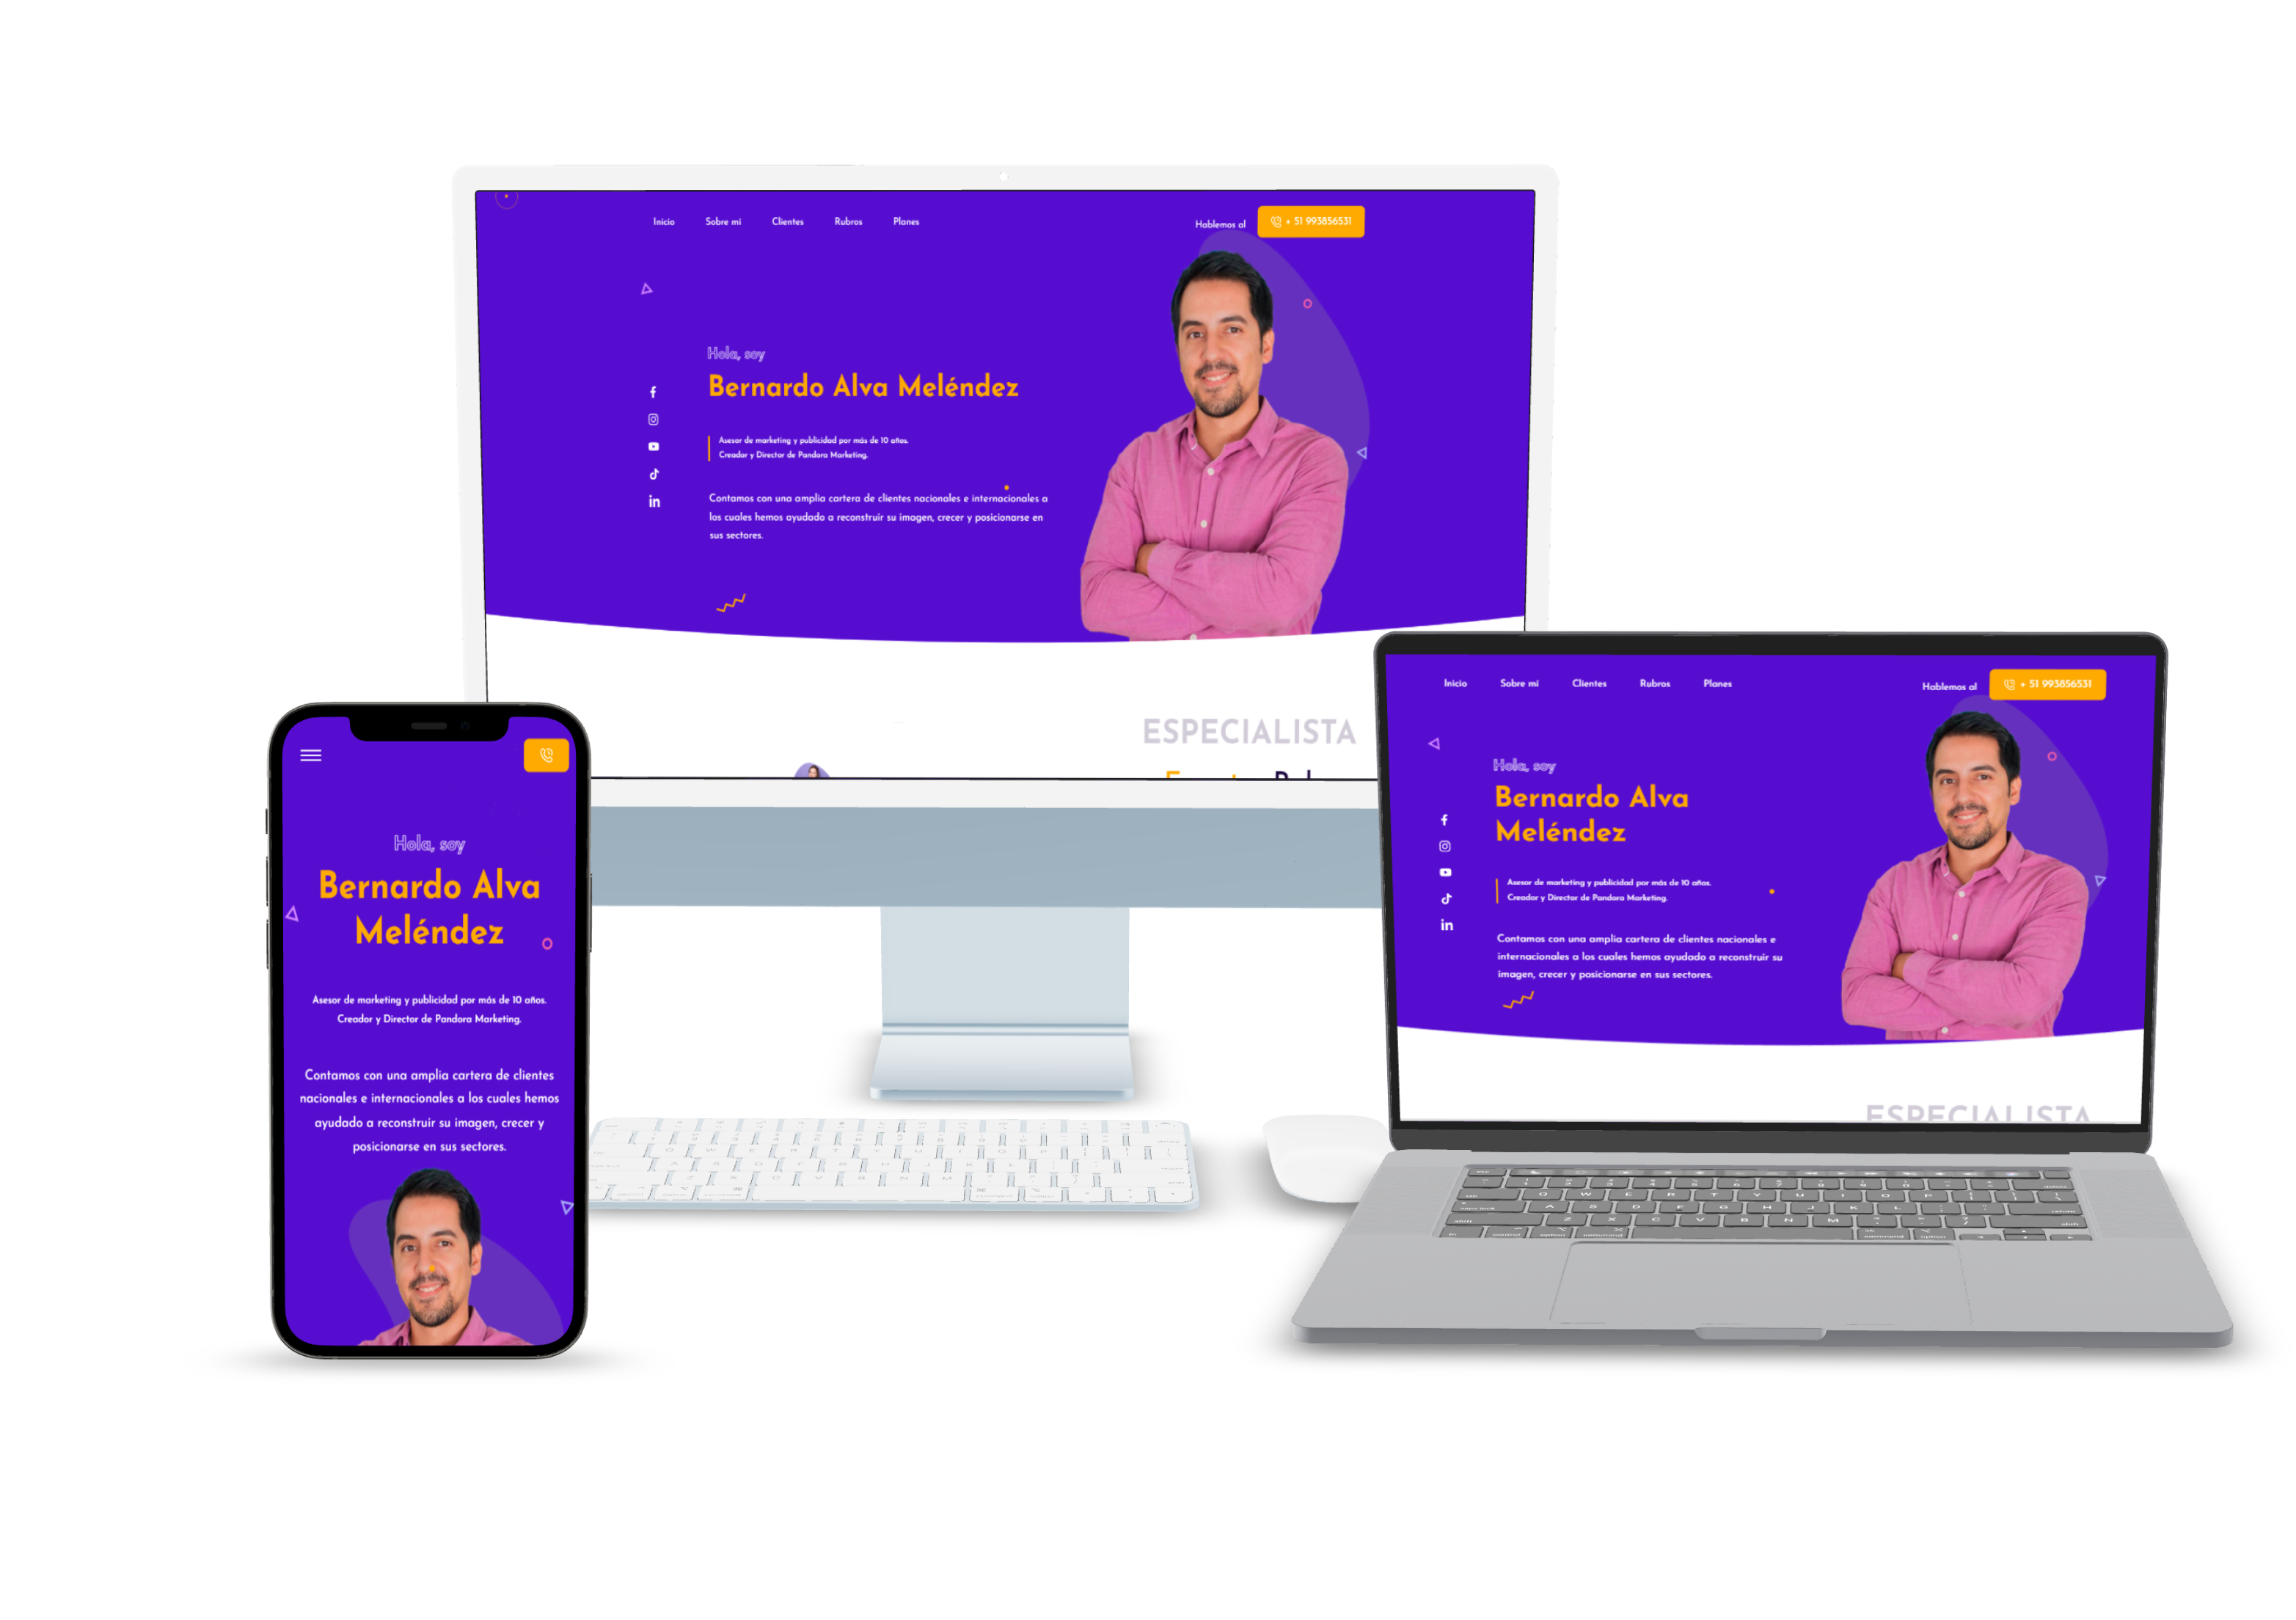 Inicio Sobre mi Clientes Rubros Planes
Hablemos al + 51 993856531
Hola, soy
Bernardo Alva Meléndez
Asesor de marketing y publicidad por más de 10 años.
Creador y Director de Pandora Marketing.
Contamos con una amplia cartera de clientes nacionales e internacionales a
los cuales hemos ayudado a reconstruir su imagen, crecer y posicionarse en
sus sectores.
ESPECIALISTA
Hola, soy
Bernardo Alva
Meléndez
Asesor de marketing y publicidad por más de 10 años.
Creador y Director de Pandora Marketing.
Contamos con una amplia cartera de clientes
nacionales e internacionales a los cuales hemos
ayudado a reconstruir su imagen, crecer y
posicionarse en sus sectores.
Inicio Sobre mi Clientes Rubros Planes
Hablemos al + 51 993856531
Hola, soy
Bernardo Alva
Meléndez
Asesor de marketing y publicidad por más de 10 años.
Creador y Director de Pandora Marketing.
Contamos con una amplia cartera de clientes nacionales e
internacionales a los cuales hemos ayudado a reconstruir su
imagen, crecer y posicionarse en sus sectores.
ESPECIALISTA